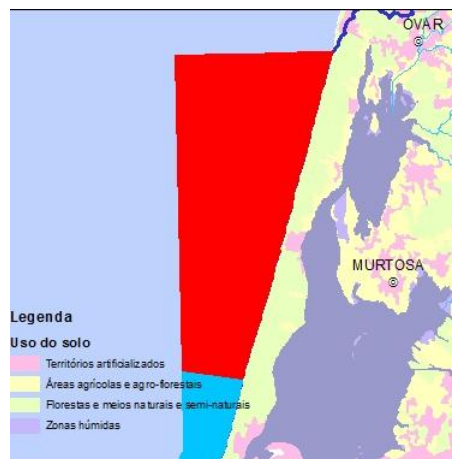 OVAR
©
MURTOSA
©
Legenda
Uso do solo
Territórios artificializados
Áreas agrícolas e agro-florestais
Florestas e meios naturais e semi-naturais
Zonas húmidas